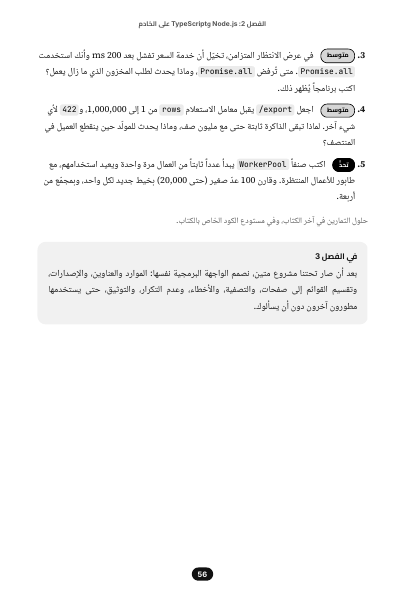 الفصل 2: Node.js وTypeScript على الخادم
3. متوسط في عرض الانتظار المتزامن، تخيّل أن خدمة السعر تفشل بعد 200 ms وأنك استخدمت
Promise.all. متى تُرفض Promise.all، وماذا يحدث لطلب المخزون الذي ما زال يعمل؟
اكتب برنامجاً يُظهر ذلك.
4. متوسط اجعل /export يقبل معامل الاستعلام rows من 1 إلى 1,000,000، و 422 لأي
شيء آخر. لماذا تبقى الذاكرة ثابتة حتى مع مليون صف، وماذا يحدث للمولّد حين ينقطع العميل في
المنتصف؟
5. تحدٍّ اكتب صنفاً WorkerPool يبدأ عدداً ثابتاً من العمال مرة واحدة ويعيد استخدامهم، مع
طابور للأعمال المنتظرة. وقارن 100 عدّ صغير (حتى 20,000) بخيط جديد لكل واحد، وبمجمّع من
أربعة.
حلول التمارين في آخر الكتاب، وفي مستودع الكود الخاص بالكتاب.
في الفصل 3
بعد أن صار تحتنا مشروع متين، نصمم الواجهة البرمجية نفسها: الموارد والعناوين، والإصدارات،
وتقسيم القوائم إلى صفحات، والتصفية، والأخطاء، وعدم التكرار، والتوثيق، حتى يستخدمها
مطورون آخرون دون أن يسألوك.
56